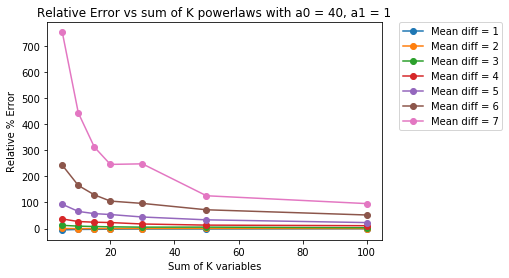 Relative Error vs sum of K powerlaws with a0 = 40, a1 = 1
Relative % Error
700
600
500
400
300
200
100
0
20
40
60
80
100
Sum of K variables
Mean diff = 1
Mean diff = 2
Mean diff = 3
Mean diff = 4
Mean diff = 5
Mean diff = 6
Mean diff = 7